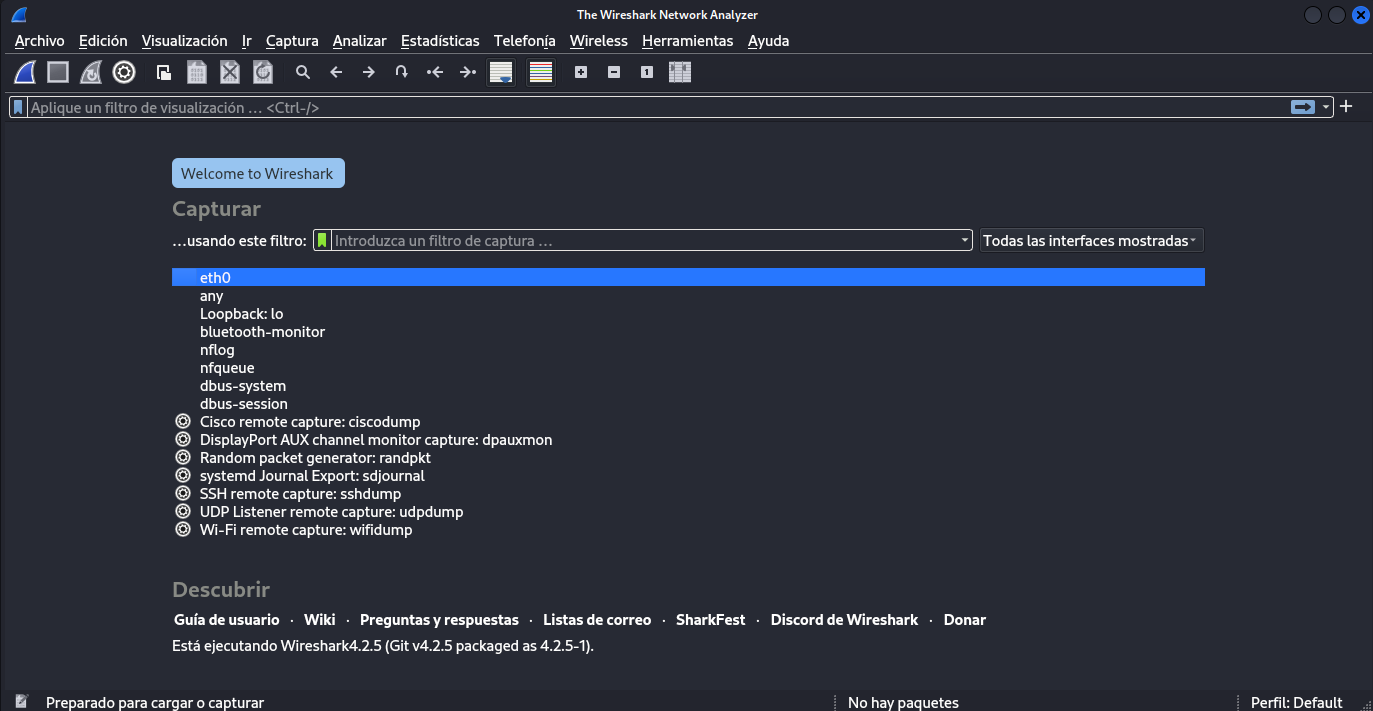 The Wireshark Network Analyzer
Archivo Edición Visualización Ir Captura Analizar Estadísticas Telefonía Wireless Herramientas Ayuda
Aplique un filtro de visualización … <Ctrl-/>
Welcome to Wireshark
Capturar
…usando este filtro: Introduzca un filtro de captura … Todas las interfaces mostradas
eth0
any
Loopback: lo
bluetooth-monitor
nflog
nfqueue
dbus-system
dbus-session
Cisco remote capture: ciscodump
DisplayPort AUX channel monitor capture: dpauxmon
Random packet generator: randpkt
systemd Journal Export: sdjournal
SSH remote capture: sshdump
UDP Listener remote capture: udpdump
Wi-Fi remote capture: wifidump
Descubrir
Guía de usuario · Wiki · Preguntas y respuestas · Listas de correo · SharkFest · Discord de Wireshark · Donar
Está ejecutando Wireshark4.2.5 (Git v4.2.5 packaged as 4.2.5-1).
Preparado para cargar o capturar No hay paquetes Perfil: Default